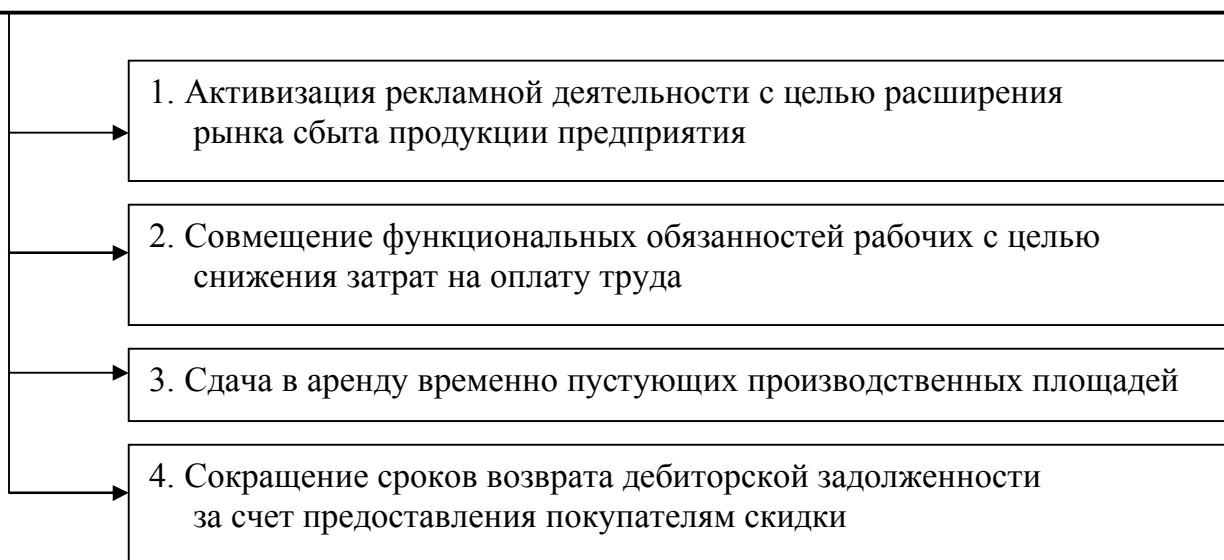 1. Активизация рекламной деятельности с целью расширения
рынка сбыта продукции предприятия
2. Совмещение функциональных обязанностей рабочих с целью
снижения затрат на оплату труда
3. Сдача в аренду временно пустующих производственных площадей
4. Сокращение сроков возврата дебиторской задолженности
за счет предоставления покупателям скидки